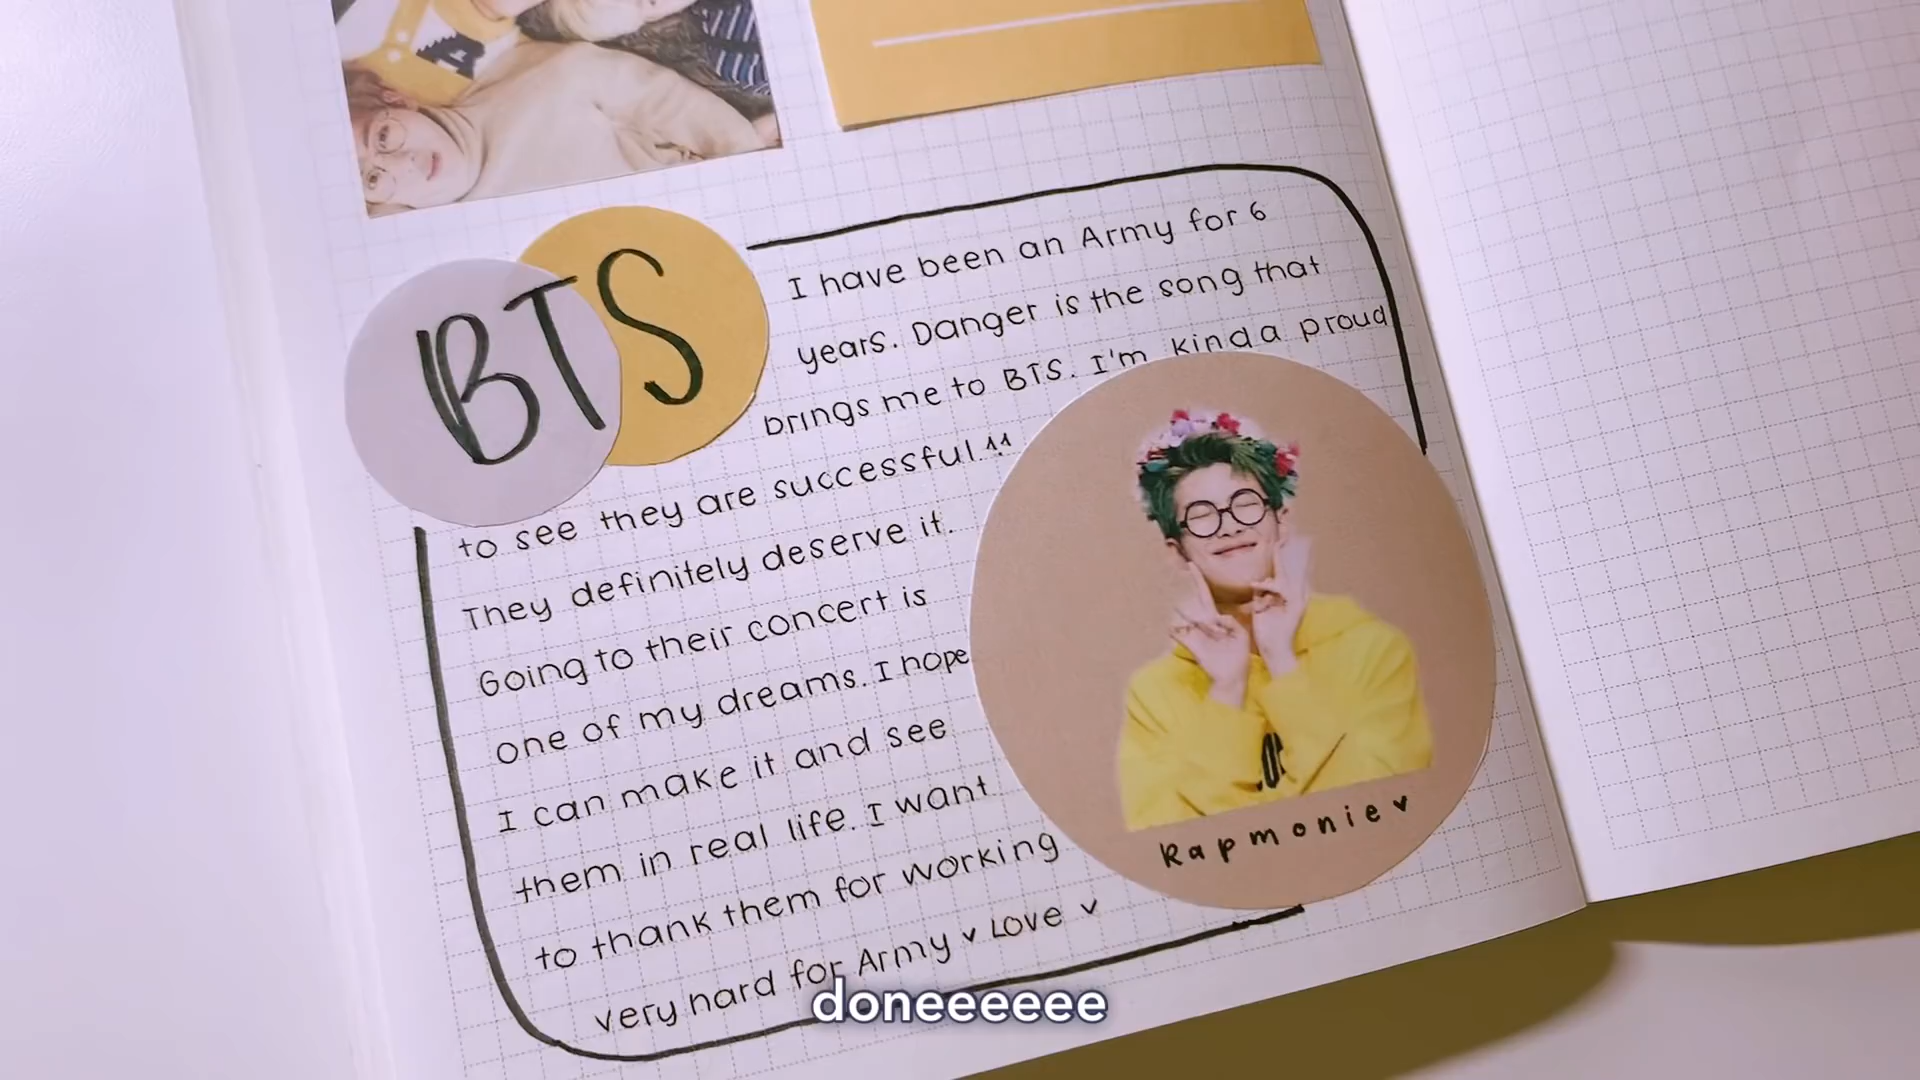 BTS
I have been an Army for 6
years. Danger is the song that
brings me to BTS. I'm kinda proud
to see they are successful ^^
They definitely deserve it.
Going to their concert is
one of my dreams. I hope
I can make it and see
them in real life. I want
to thank them for working
very hard for Army v Love v
Rapmonie v
doneeeeee